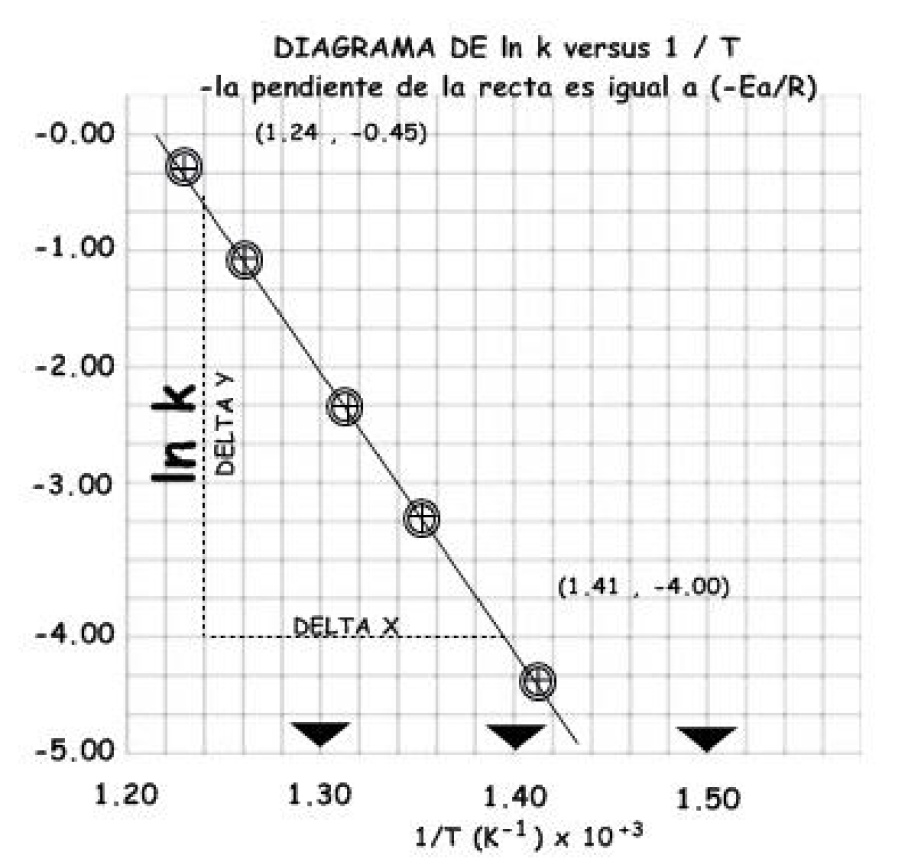 DIAGRAMA DE ln k versus 1 / T
-la pendiente de la recta es igual a (-Ea/R)
-0.00
(1.24 , -0.45)
-1.00
-2.00
ln k
DELTA Y
-3.00
(1.41 , -4.00)
-4.00
DELTA X
-5.00
1.20 1.30 1.40 1.50
1/T (K⁻¹) x 10⁺³